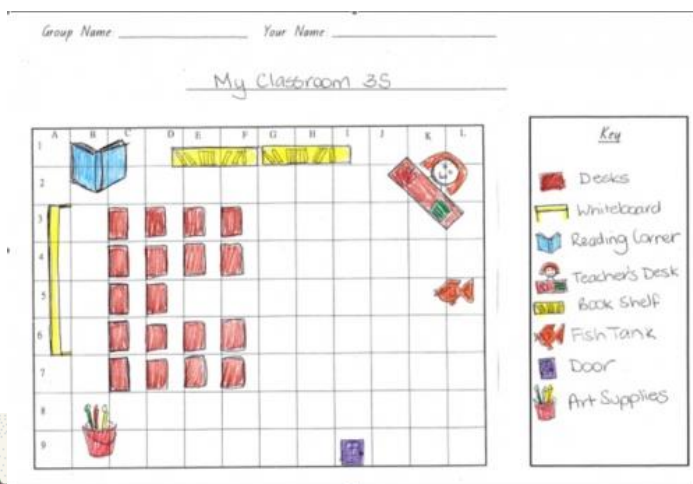 Group Name: Your Name:
My Classroom 3S
A B C D E F G H I J K L
1
2
3
4
5
6
7
8
9
Key
Desks
Whiteboard
Reading Corner
Teacher's Desk
Book Shelf
Fish Tank
Door
Art Supplies